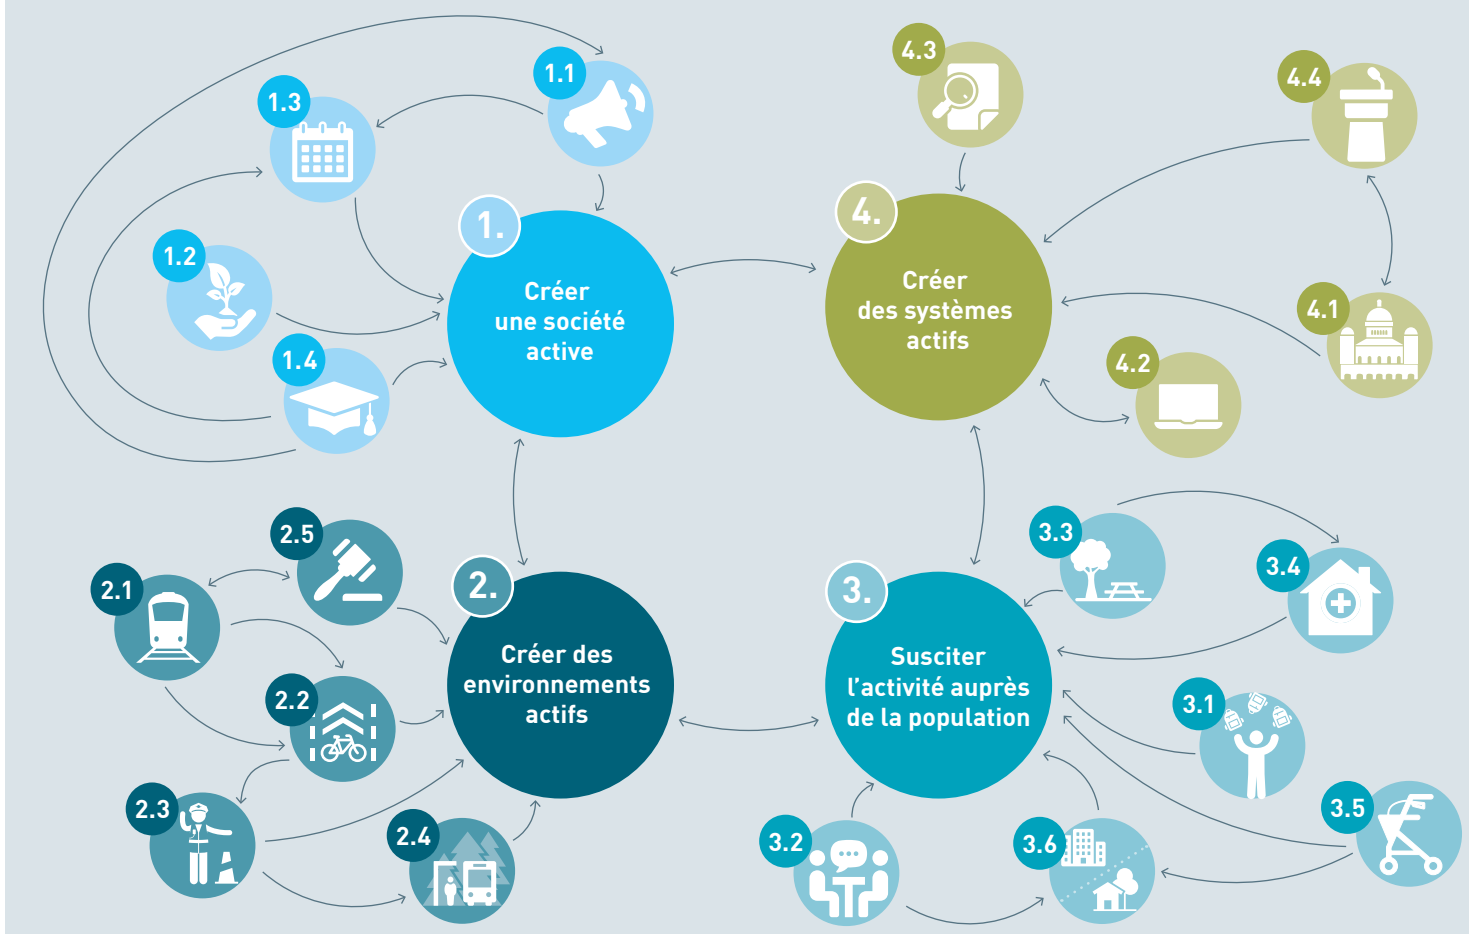 1.1
1.3
1.2
1.4
1.
Créer
une société
active
4.3
4.4
4.1
4.2
4.
Créer
des systèmes
actifs
2.5
2.1
2.2
2.3
2.4
2.
Créer des
environnements
actifs
3.3
3.4
3.1
3.5
3.2
3.6
3.
Susciter
l’activité auprès
de la population